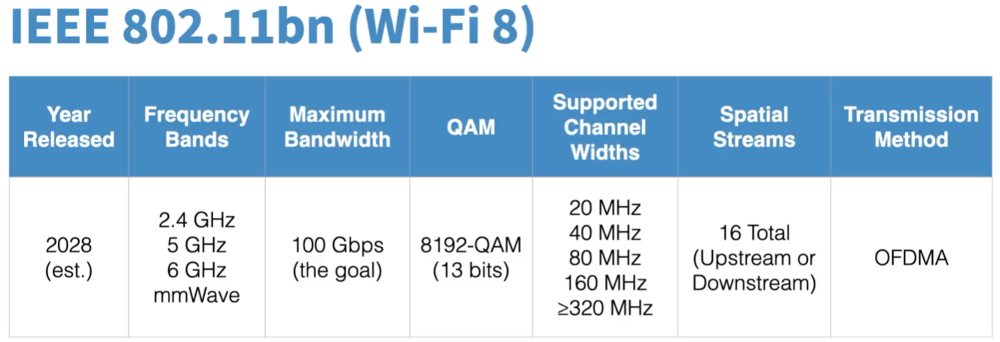 IEEE 802.11bn (Wi-Fi 8)
Year
Released
Frequency
Bands
Maximum
Bandwidth
QAM
Supported
Channel
Widths
Spatial
Streams
Transmission
Method
2028
(est.)
2.4 GHz
5 GHz
6 GHz
mmWave
100 Gbps
(the goal)
8192-QAM
(13 bits)
20 MHz
40 MHz
80 MHz
160 MHz
≥320 MHz
16 Total
(Upstream or
Downstream)
OFDMA